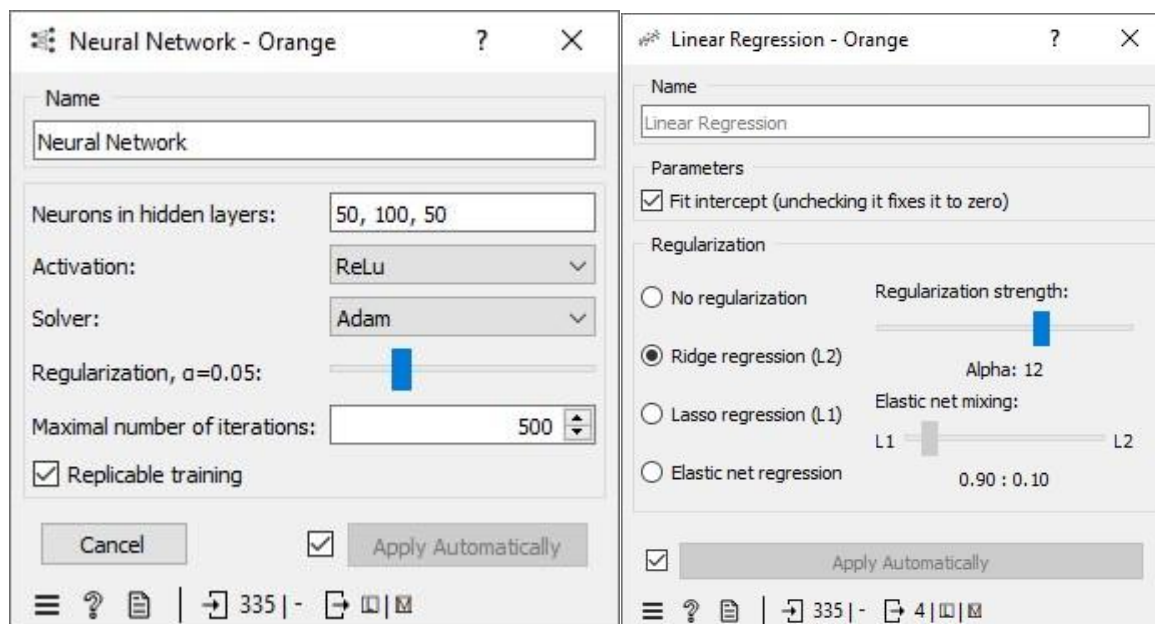 Neural Network - Orange ? X
Name
Neural Network
Neurons in hidden layers: 50, 100, 50
Activation: ReLu
Solver: Adam
Regularization, α=0.05:
Maximal number of iterations: 500
Replicable training
Cancel Apply Automatically
? 335 | - L | M
Linear Regression - Orange ? X
Name
Linear Regression
Parameters
Fit intercept (unchecking it fixes it to zero)
Regularization
No regularization
Ridge regression (L2)
Lasso regression (L1)
Elastic net regression
Regularization strength:
Alpha: 12
Elastic net mixing:
L1 L2
0.90 : 0.10
Apply Automatically
? 335 | - 4 | L | M